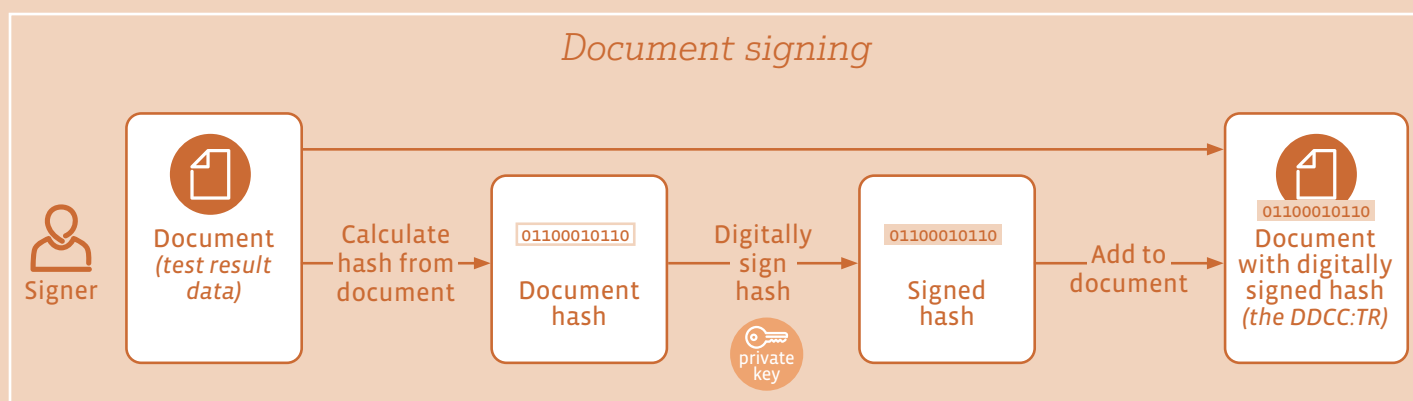 Document signing
Signer
Document
(test result
data)
Calculate
hash from
document
01100010110
Document
hash
Digitally
sign
hash
private
key
01100010110
Signed
hash
Add to
document
01100010110
Document
with digitally
signed hash
(the DDCC:TR)